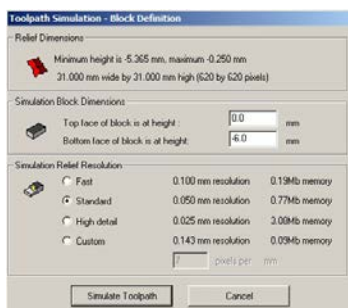 Toolpath Simulation - Block Definition
Relief Dimensions
Minimum height is -5.365 mm, maximum -0.250 mm
31.000 mm wide by 31.000 mm high (620 by 620 pixels)
Simulation Block Dimensions
Top face of block is at height : 0.0 mm
Bottom face of block is at height: -6.0 mm
Simulation Relief Resolution
Fast 0.100 mm resolution 0.19Mb memory
Standard 0.050 mm resolution 0.77Mb memory
High detail 0.025 mm resolution 3.08Mb memory
Custom 0.143 mm resolution 0.09Mb memory
7 pixels per mm
Simulate Toolpath Cancel